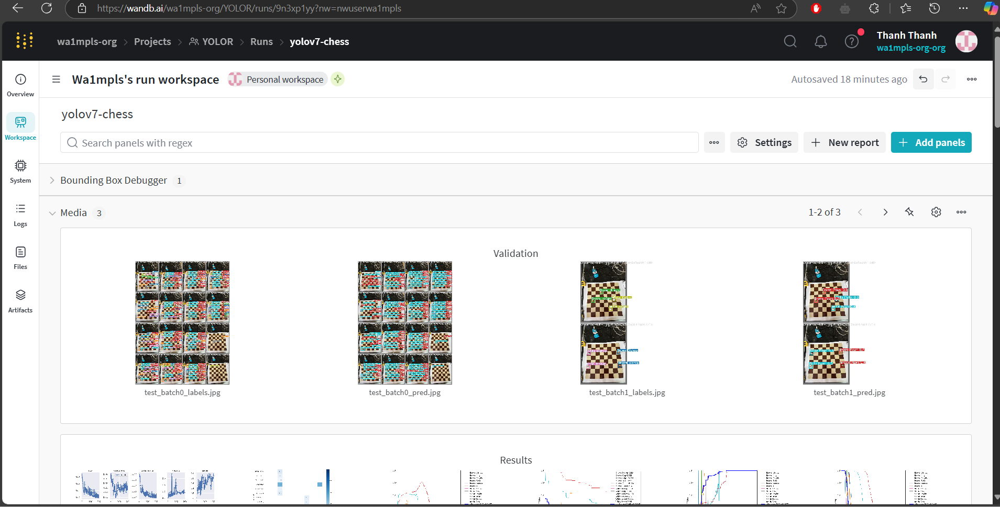 https://wandb.ai/wa1mpls-org/YOLOR/runs/9n3xp1yy?nw=nwuserwa1mpls
wa1mpls-org > Projects > YOLOR > Runs > yolov7-chess
Thanh Thanh
wa1mpls-org-org
Wa1mpls's run workspace
Personal workspace
Autosaved 18 minutes ago
Overview
Workspace
System
Logs
Files
Artifacts
yolov7-chess
Search panels with regex
Settings
New report
Add panels
Bounding Box Debugger 1
Media 3
1-2 of 3
Validation
test_batch0_labels.jpg
test_batch0_pred.jpg
test_batch1_labels.jpg
test_batch1_pred.jpg
Results